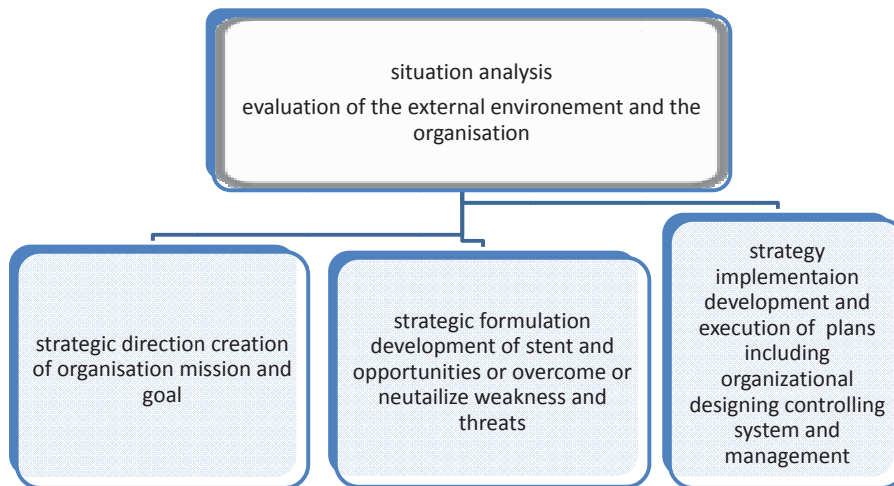 situation analysis
evaluation of the external environement and the
organisation
strategic direction creation
of organisation mission and
goal
strategic formulation
development of stent and
opportunities or overcome or
neutailize weakness and
threats
strategy
implementaion
development and
execution of plans
including
organizational
designing controlling
system and
management